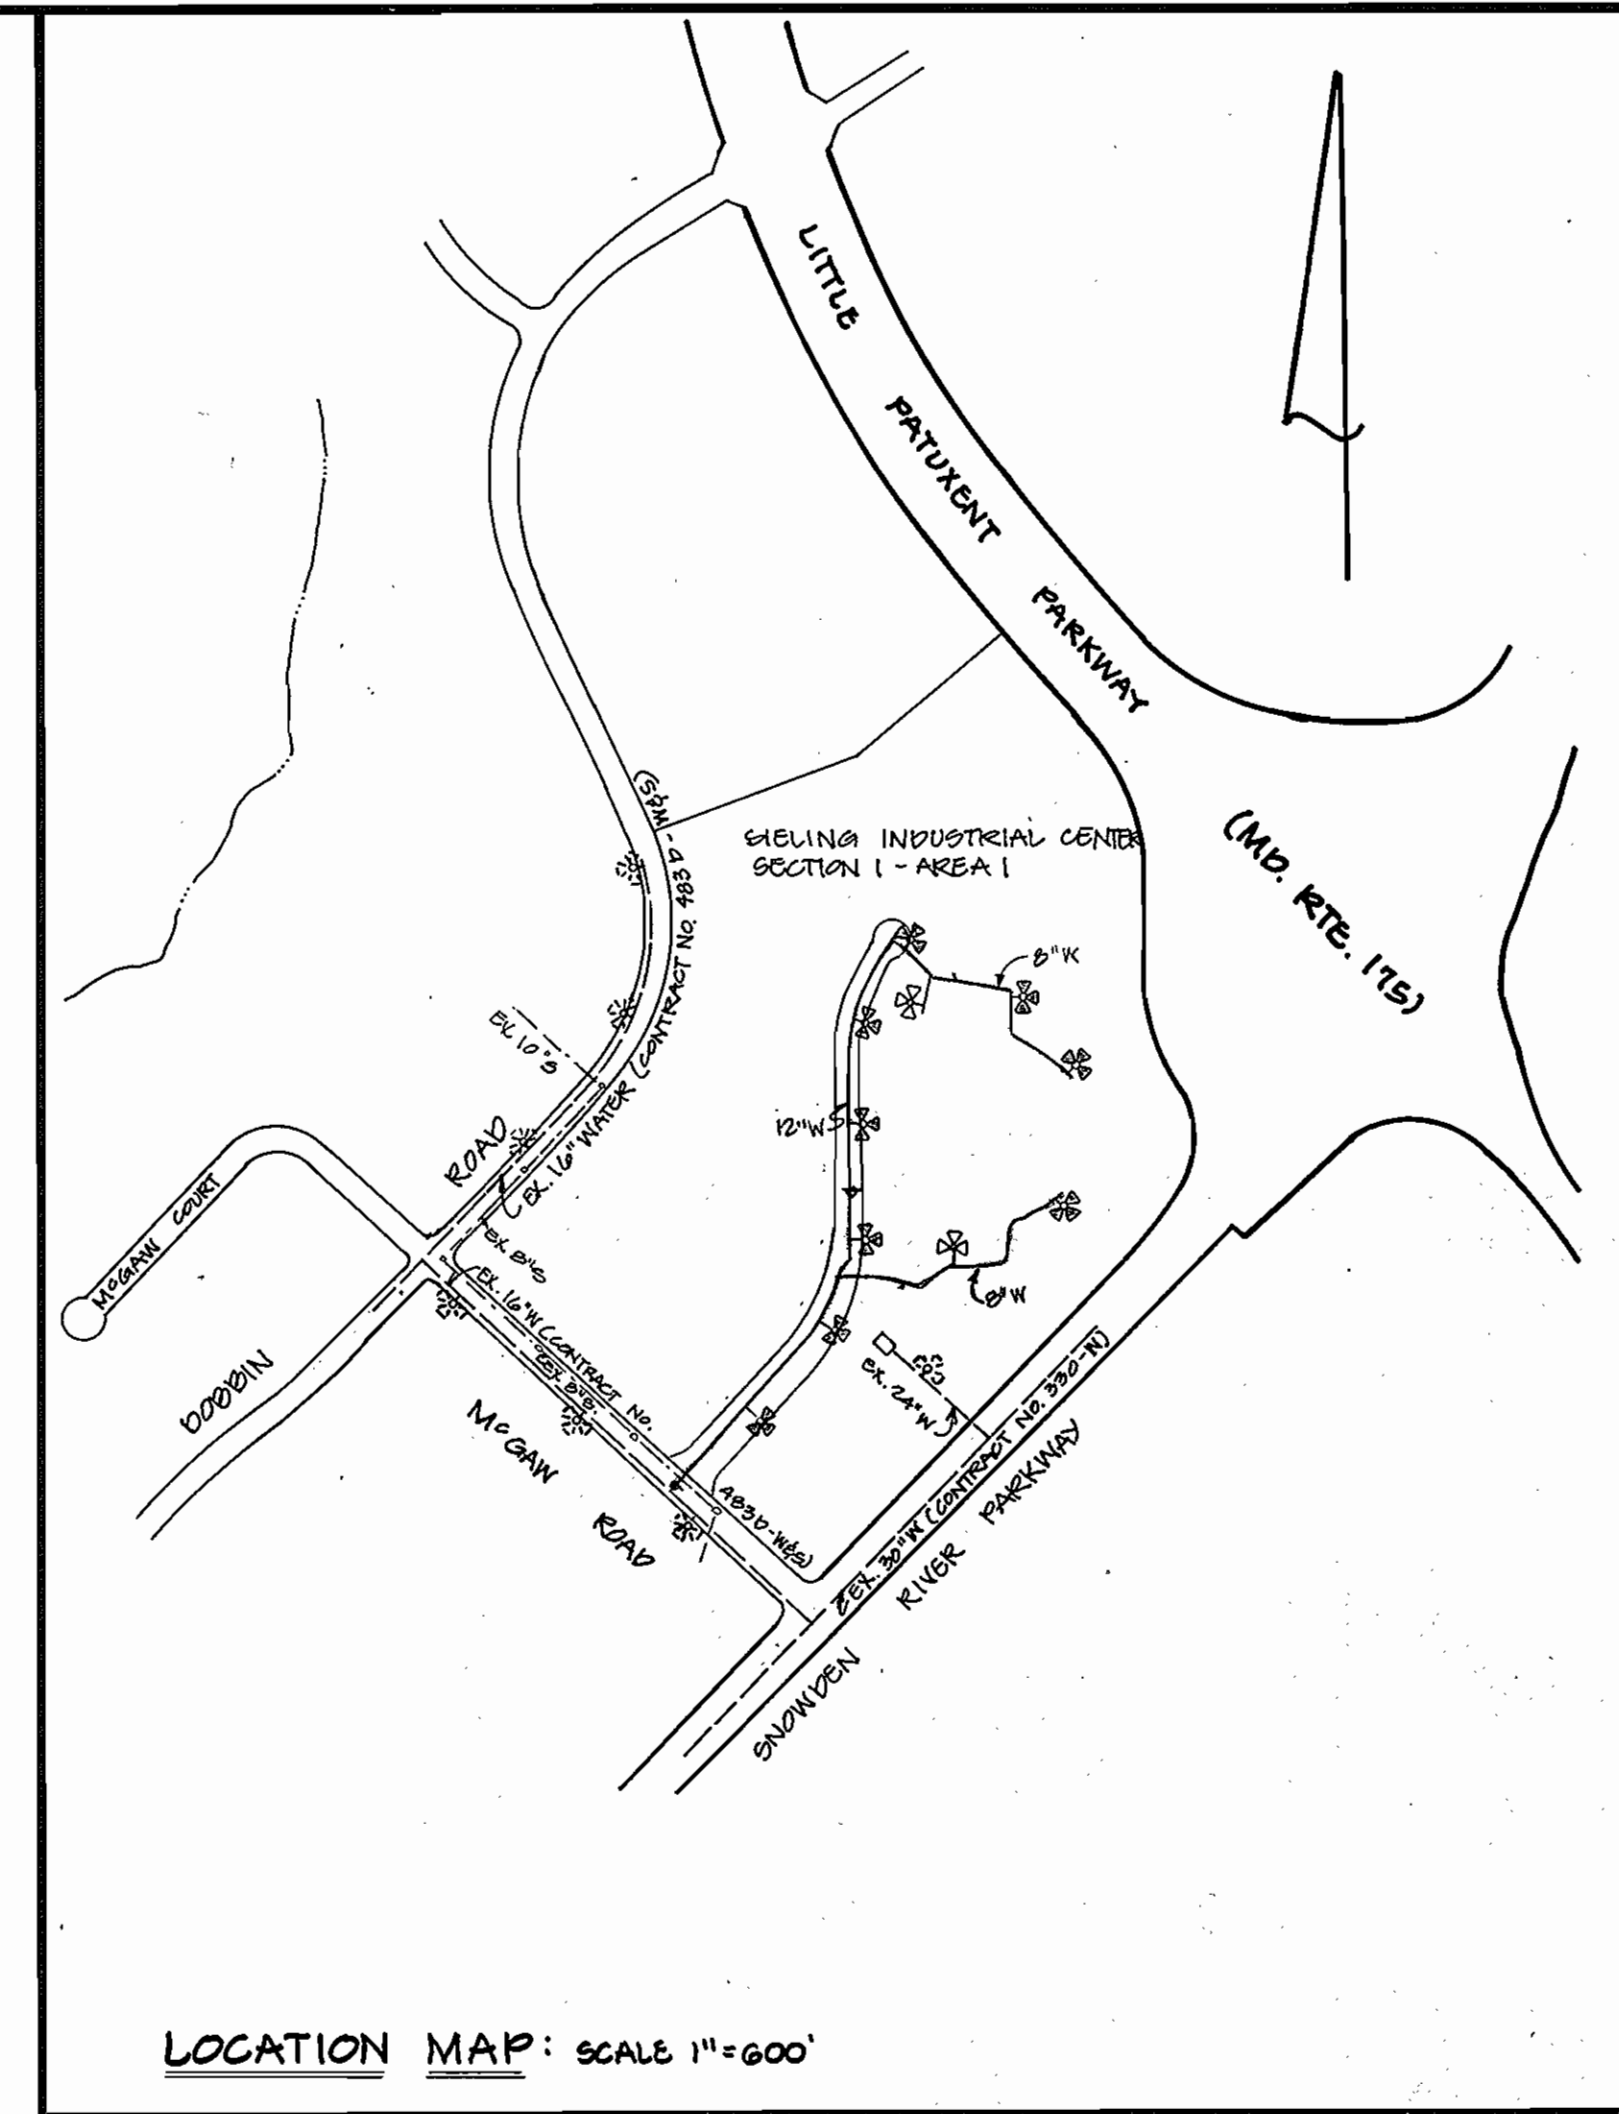 LITTLE PATUXENT PARKWAY
(MD. RTE. 175)
SIELING INDUSTRIAL CENTER
SECTION 1 - AREA 1
8"W
12"W
8"W
EX. 10"S
EX. 16" WATER (CONTRACT NO. 483 D - W&S)
DOBBIN ROAD
McGAW COURT
EX. 8"S
EX. 16"W (CONTRACT NO. 483D-W&S)
EX. 8"S.
McGAW ROAD
EX. 24"W
EX. 30"W (CONTRACT NO. 330-W)
SNOWDEN RIVER PARKWAY
LOCATION MAP: SCALE 1"=600'